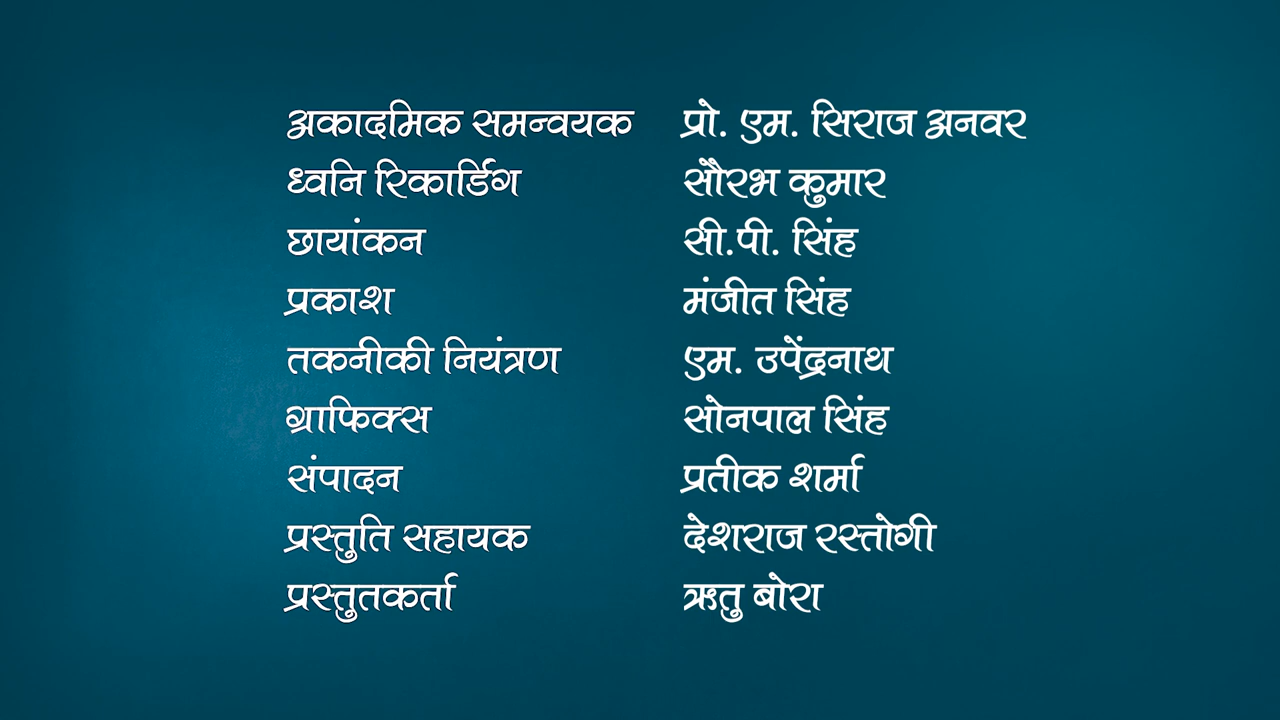 अकादमिक समन्वयक प्रो. एम. सिराज अनवर
ध्वनि रिकार्डिंग सौरभ कुमार
छायांकन सी.पी. सिंह
प्रकाश मंजीत सिंह
तकनीकी नियंत्रण एम. उपेंद्रनाथ
ग्राफिक्स सोनपाल सिंह
संपादन प्रतीक शर्मा
प्रस्तुति सहायक देशराज रस्तोगी
प्रस्तुतकर्ता ऋतु बोरा